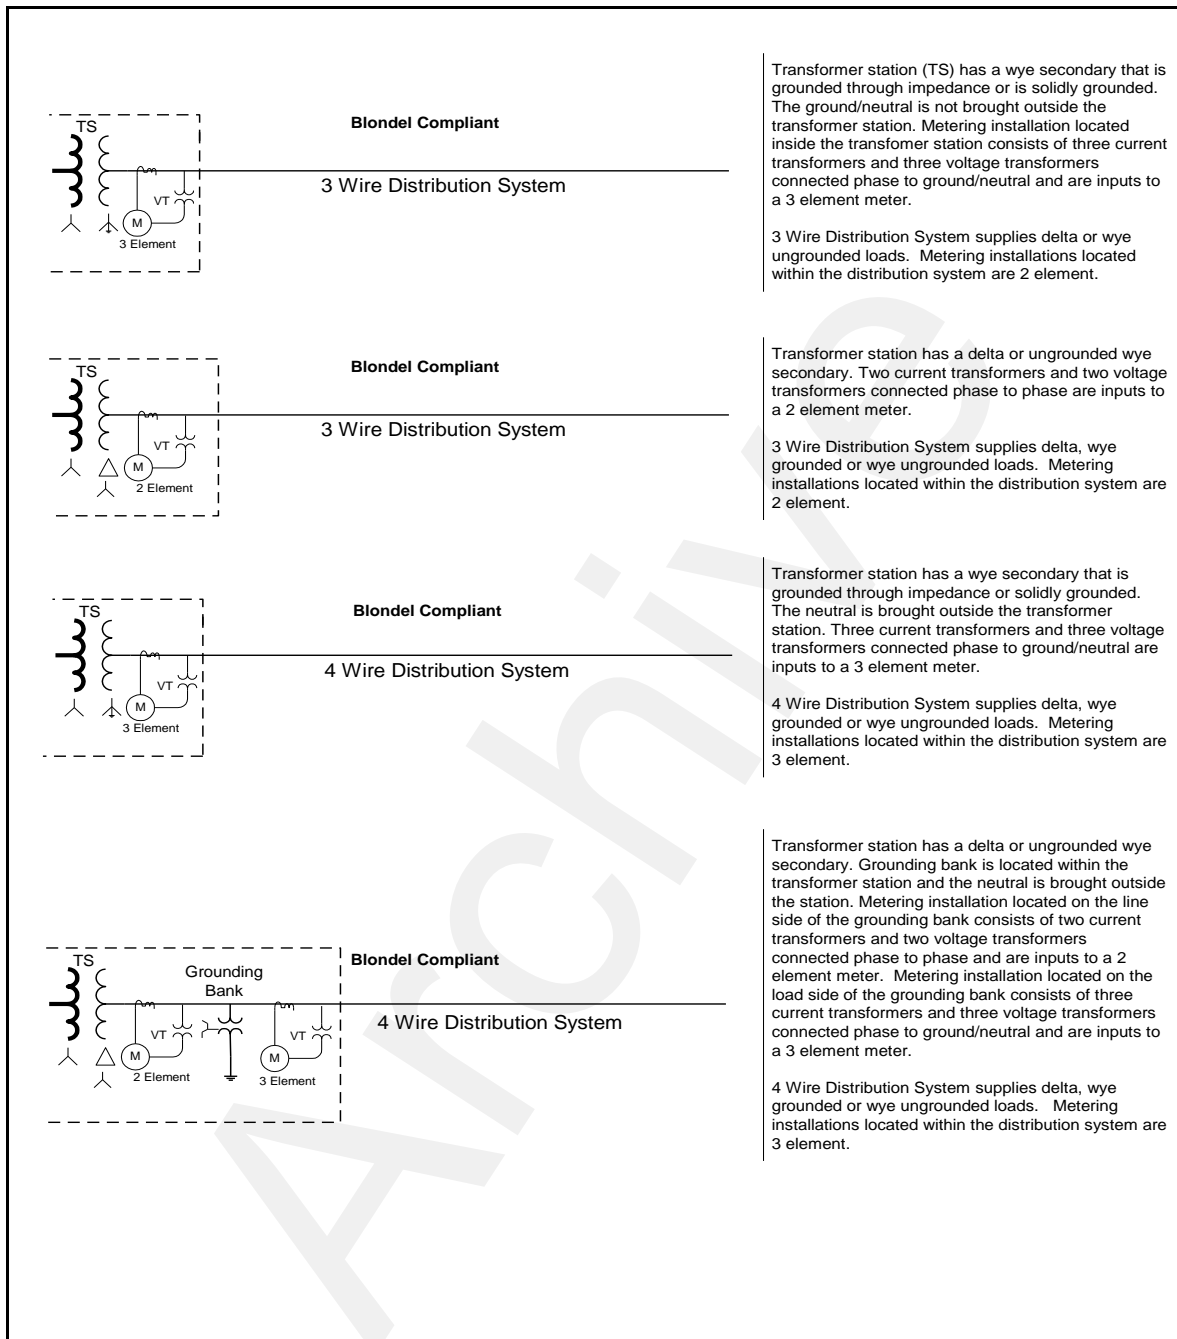 Transformer station (TS) has a wye secondary that is
grounded through impedance or is solidly grounded.
The ground/neutral is not brought outside the
transformer station. Metering installation located
inside the transfomer station consists of three current
transformers and three voltage transformers
connected phase to ground/neutral and are inputs to
a 3 element meter.
3 Wire Distribution System supplies delta or wye
ungrounded loads. Metering installations located
within the distribution system are 2 element.
TS
Blondel Compliant
3 Wire Distribution System
VT
M
3 Element
Transformer station has a delta or ungrounded wye
secondary. Two current transformers and two voltage
transformers connected phase to phase are inputs to
a 2 element meter.
3 Wire Distribution System supplies delta, wye
grounded or wye ungrounded loads. Metering
installations located within the distribution system are
2 element.
TS
Blondel Compliant
3 Wire Distribution System
VT
M
2 Element
Transformer station has a wye secondary that is
grounded through impedance or solidly grounded.
The neutral is brought outside the transformer
station. Three current transformers and three voltage
transformers connected phase to ground/neutral are
inputs to a 3 element meter.
4 Wire Distribution System supplies delta, wye
grounded or wye ungrounded loads. Metering
installations located within the distribution system are
3 element.
TS
Blondel Compliant
4 Wire Distribution System
VT
M
3 Element
Transformer station has a delta or ungrounded wye
secondary. Grounding bank is located within the
transformer station and the neutral is brought outside
the station. Metering installation located on the line
side of the grounding bank consists of two current
transformers and two voltage transformers
connected phase to phase and are inputs to a 2
element meter. Metering installation located on the
load side of the grounding bank consists of three
current transformers and three voltage transformers
connected phase to ground/neutral and are inputs to
a 3 element meter.
4 Wire Distribution System supplies delta, wye
grounded or wye ungrounded loads. Metering
installations located within the distribution system are
3 element.
TS
Grounding
Bank
Blondel Compliant
4 Wire Distribution System
VT
VT
M
M
2 Element
3 Element
Archive